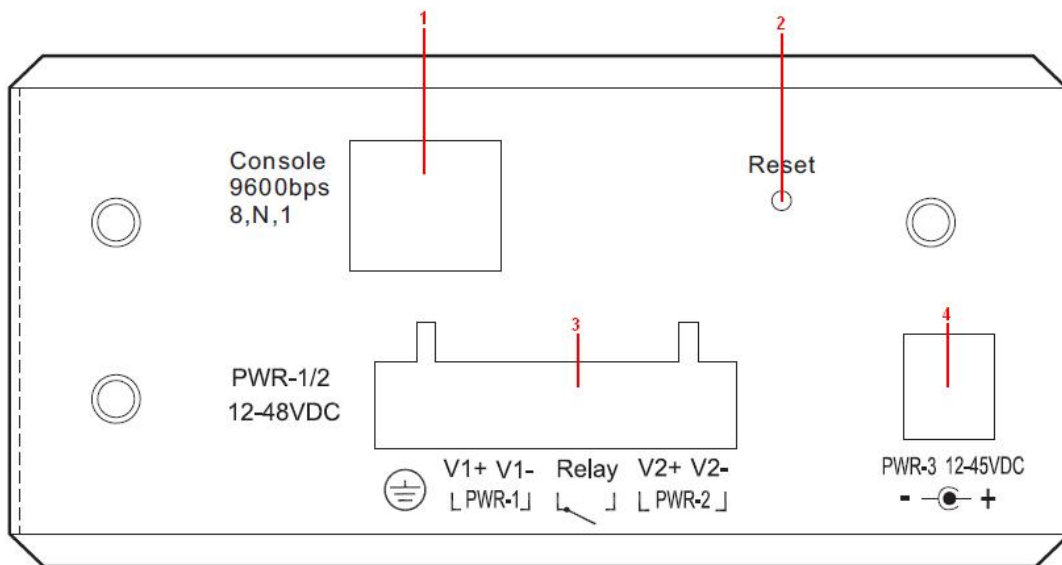 1
2
Console
9600bps
8,N,1
Reset
3
4
PWR-1/2
12-48VDC
V1+ V1- Relay V2+ V2-
PWR-1 PWR-2
PWR-3 12-45VDC
- +